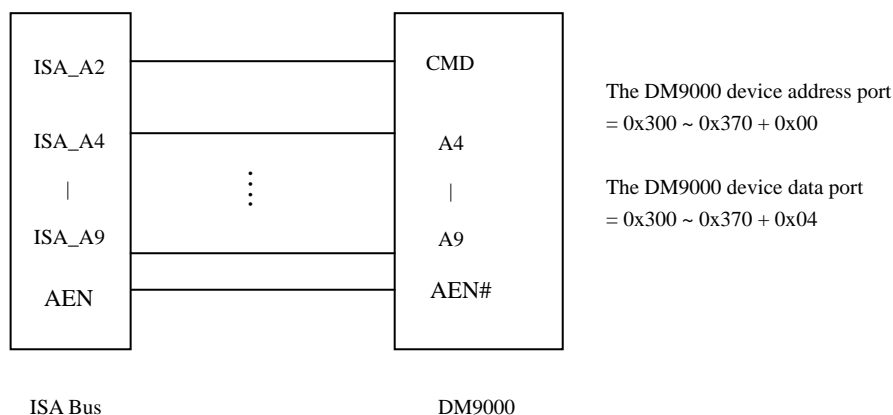 ISA_A2
ISA_A4
|
ISA_A9
AEN
CMD
A4
|
A9
AEN#
The DM9000 device address port
= 0x300 ~ 0x370 + 0x00
The DM9000 device data port
= 0x300 ~ 0x370 + 0x04
ISA Bus
DM9000